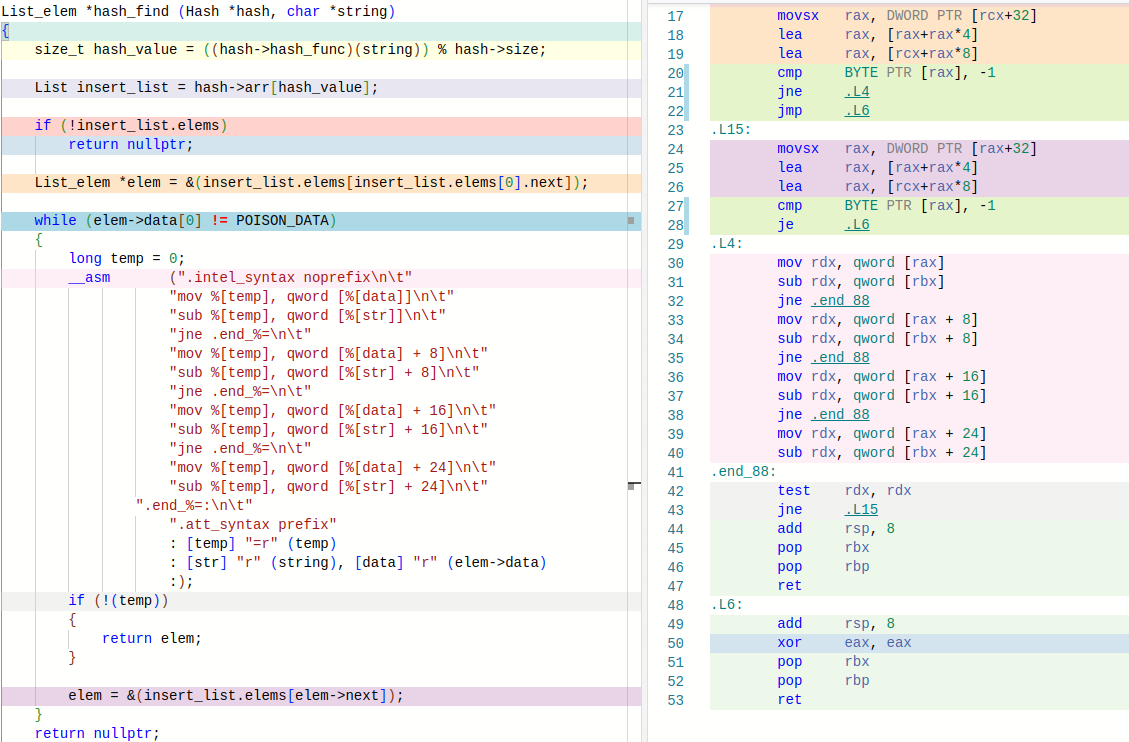 List_elem *hash_find (Hash *hash, char *string)
{
    size_t hash_value = ((hash->hash_func)(string)) % hash->size;

    List insert_list = hash->arr[hash_value];

    if (!insert_list.elems)
        return nullptr;

    List_elem *elem = &(insert_list.elems[insert_list.elems[0].next]);

    while (elem->data[0] != POISON_DATA)
    {
        long temp = 0;
        __asm       (".intel_syntax noprefix\n\t"
                    "mov %[temp], qword [%[data]]\n\t"
                    "sub %[temp], qword [%[str]]\n\t"
                    "jne .end_%=\n\t"
                    "mov %[temp], qword [%[data] + 8]\n\t"
                    "sub %[temp], qword [%[str] + 8]\n\t"
                    "jne .end_%=\n\t"
                    "mov %[temp], qword [%[data] + 16]\n\t"
                    "sub %[temp], qword [%[str] + 16]\n\t"
                    "jne .end_%=\n\t"
                    "mov %[temp], qword [%[data] + 24]\n\t"
                    "sub %[temp], qword [%[str] + 24]\n\t"
                ".end_%=:\n\t"
                    ".att_syntax prefix"
                    : [temp] "=r" (temp)
                    : [str] "r" (string), [data] "r" (elem->data)
                    :);
        if (!(temp))
        {
            return elem;
        }

        elem = &(insert_list.elems[elem->next]);
    }
    return nullptr;
17 movsx rax, DWORD PTR [rcx+32]
18 lea rax, [rax+rax*4]
19 lea rax, [rcx+rax*8]
20 cmp BYTE PTR [rax], -1
21 jne .L4
22 jmp .L6
23 .L15:
24 movsx rax, DWORD PTR [rax+32]
25 lea rax, [rax+rax*4]
26 lea rax, [rcx+rax*8]
27 cmp BYTE PTR [rax], -1
28 je .L6
29 .L4:
30 mov rdx, qword [rax]
31 sub rdx, qword [rbx]
32 jne .end_88
33 mov rdx, qword [rax + 8]
34 sub rdx, qword [rbx + 8]
35 jne .end_88
36 mov rdx, qword [rax + 16]
37 sub rdx, qword [rbx + 16]
38 jne .end_88
39 mov rdx, qword [rax + 24]
40 sub rdx, qword [rbx + 24]
41 .end_88:
42 test rdx, rdx
43 jne .L15
44 add rsp, 8
45 pop rbx
46 pop rbp
47 ret
48 .L6:
49 add rsp, 8
50 xor eax, eax
51 pop rbx
52 pop rbp
53 ret